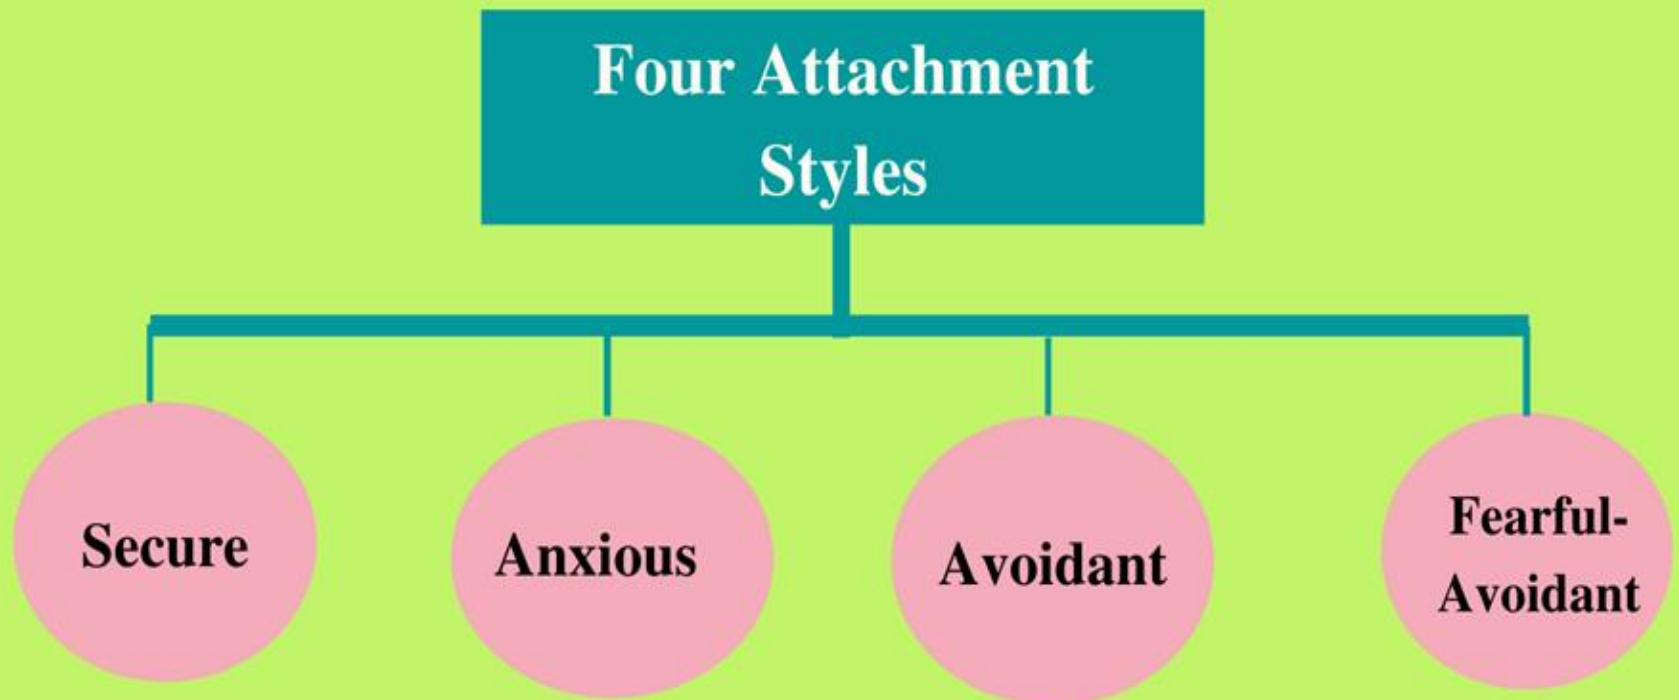 Four Attachment
Styles
Secure
Anxious
Avoidant
Fearful-
Avoidant